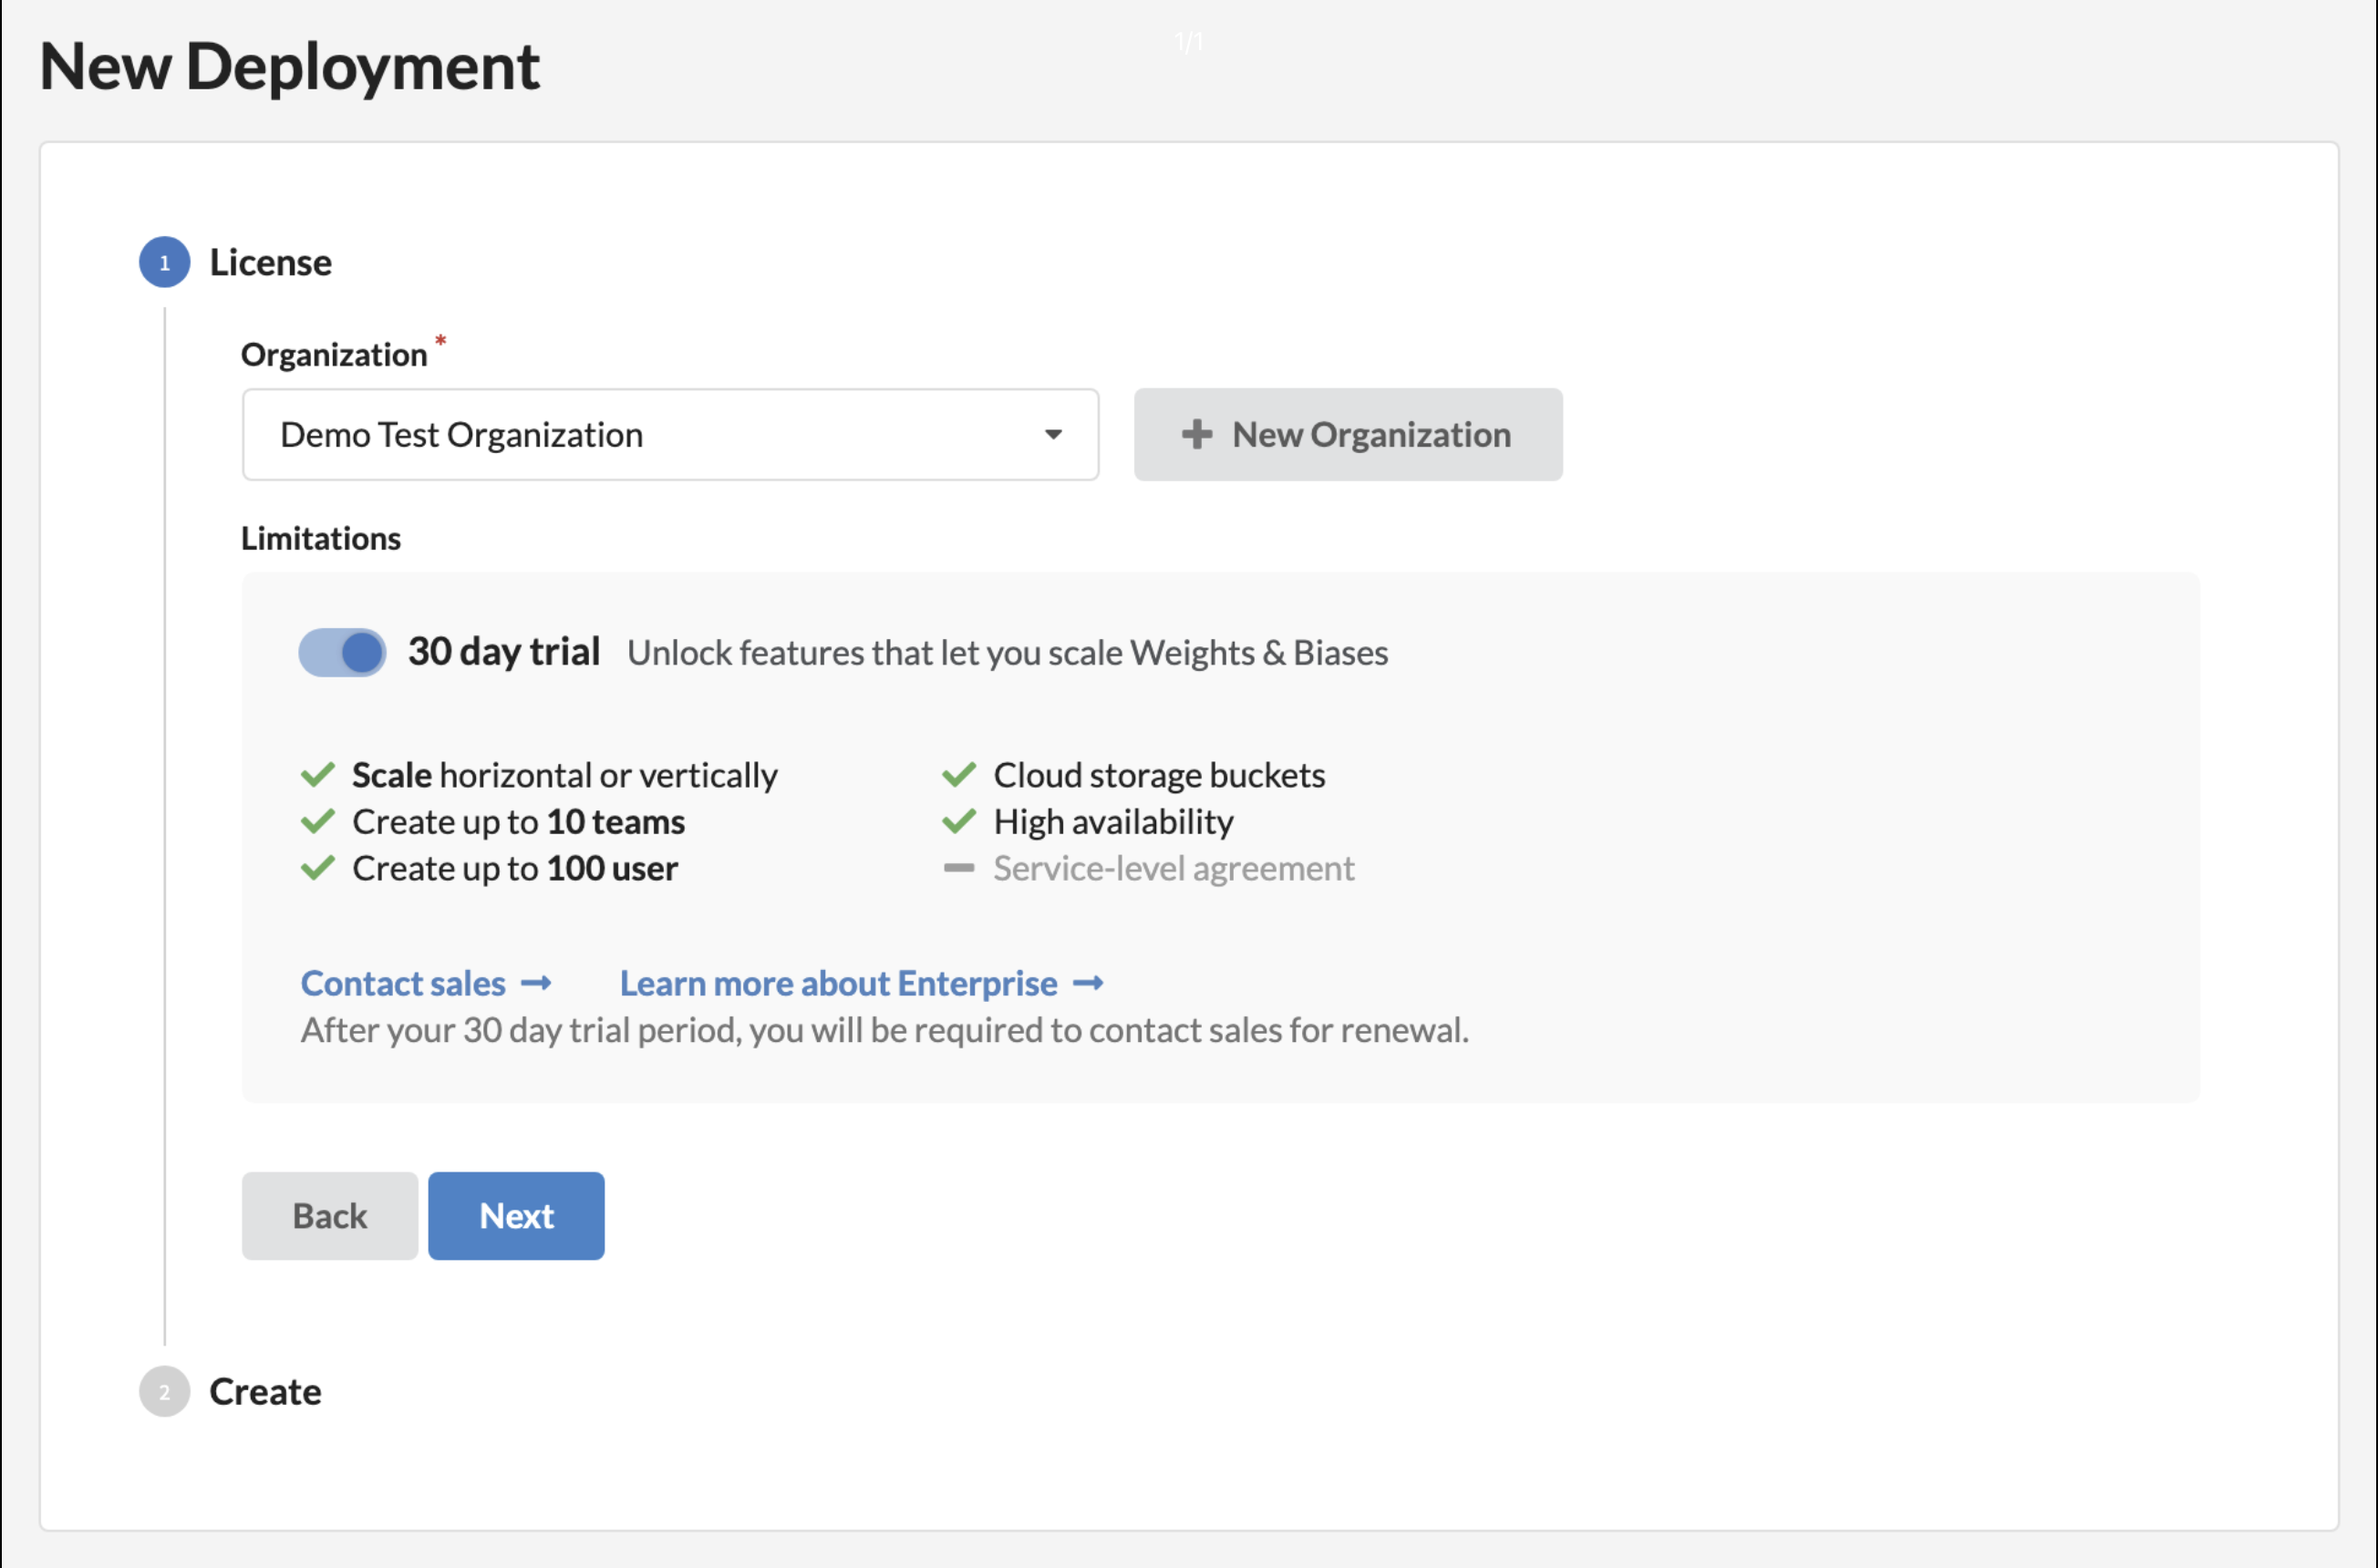 1/1
New Deployment
1 License
Organization *
Demo Test Organization
+ New Organization
Limitations
30 day trial Unlock features that let you scale Weights & Biases
Scale horizontal or vertically
Create up to 10 teams
Create up to 100 user
Cloud storage buckets
High availability
Service-level agreement
Contact sales → Learn more about Enterprise →
After your 30 day trial period, you will be required to contact sales for renewal.
Back Next
2 Create